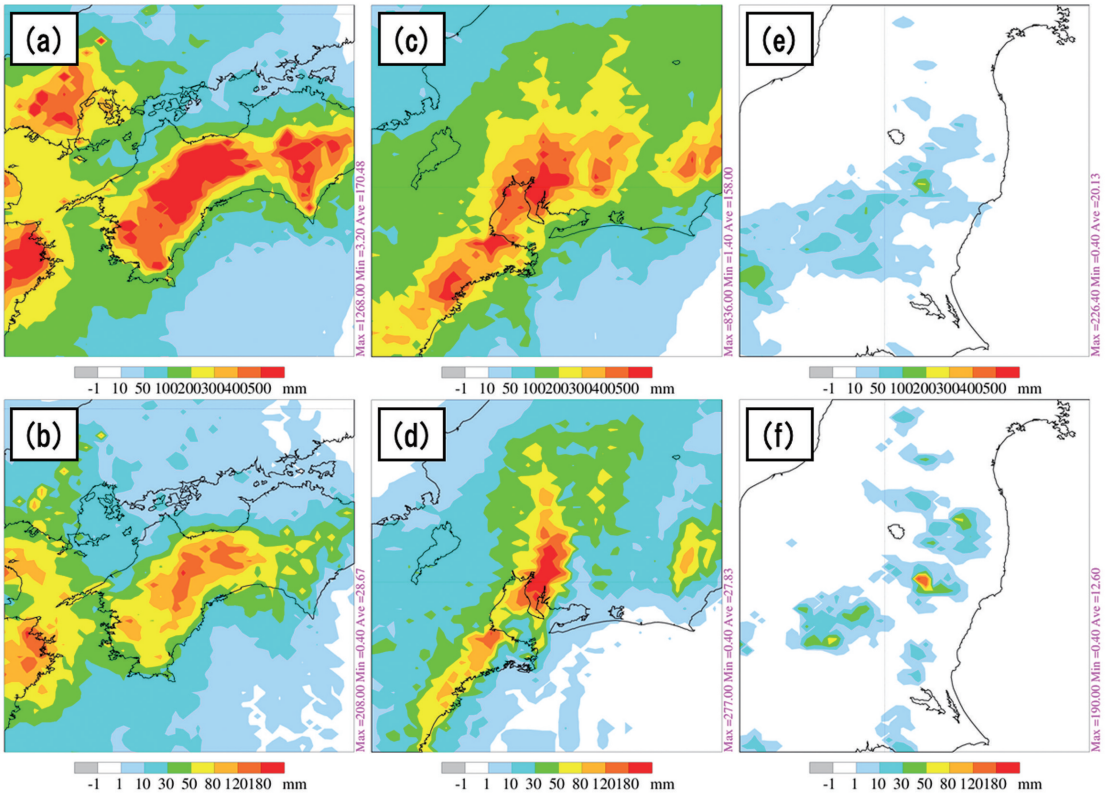 (a)
(c)
(e)
Max =1268.00 Min =3.20 Ave =170.48
Max =836.00 Min =1.40 Ave =158.00
Max =226.40 Min =0.40 Ave =20.13
-1 10 50 100200300400500 mm
-1 10 50 100200300400500 mm
-1 10 50 100200300400500 mm
(b)
(d)
(f)
Max =208.00 Min =0.40 Ave =28.67
Max =277.00 Min =0.40 Ave =27.83
Max =190.00 Min =0.40 Ave =12.60
-1 1 10 30 50 80 120180 mm
-1 1 10 30 50 80 120180 mm
-1 1 10 30 50 80 120180 mm